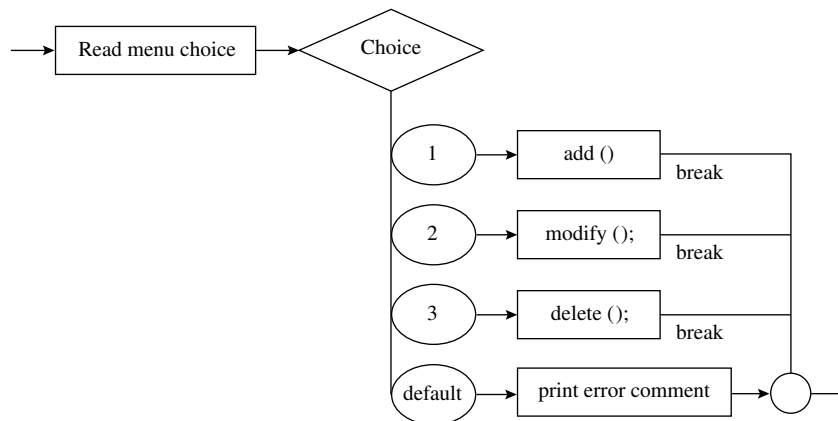 Read menu choice
Choice
1
add ()
break
2
modify ();
break
3
delete ();
break
default
print error comment